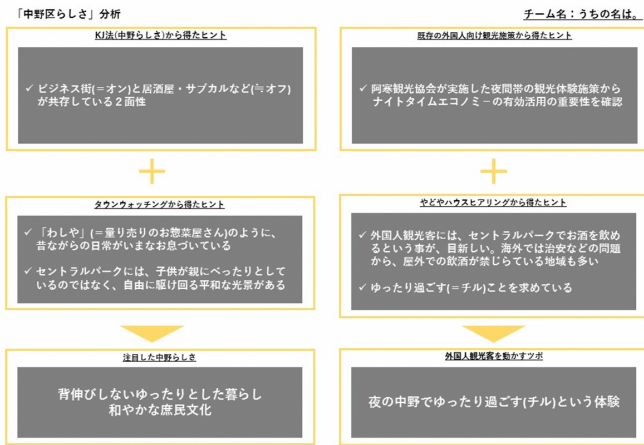 「中野区らしさ」分析
チーム名：うちの名は。
KJ法(中野らしさ)から得たヒント
✓ ビジネス街(＝オン)と居酒屋・サブカルなど(≒オフ)
が共存している２面性
＋
タウンウォッチングから得たヒント
✓ 「わしや」(＝量り売りのお惣菜屋さん)のように、
昔ながらの日常がいまなお息づいている
✓ セントラルパークには、子供が親にべったりとして
いるのではなく、自由に駆け回る平和な光景がある
注目した中野らしさ
背伸びしないゆったりとした暮らし
和やかな庶民文化
既存の外国人向け観光施策から得たヒント
✓ 阿寒観光協会が実施した夜間帯の観光体験施策から
ナイトタイムエコノミ－の有効活用の重要性を確認
＋
やどやハウスヒアリングから得たヒント
✓ 外国人観光客には、セントラルパークでお酒を飲め
るという事が、目新しい。海外では治安などの問題
から、屋外での飲酒が禁じらている地域も多い
✓ ゆったり過ごす(＝チル)ことを求めている
外国人観光客を動かすツボ
夜の中野でゆったり過ごす(チル)という体験